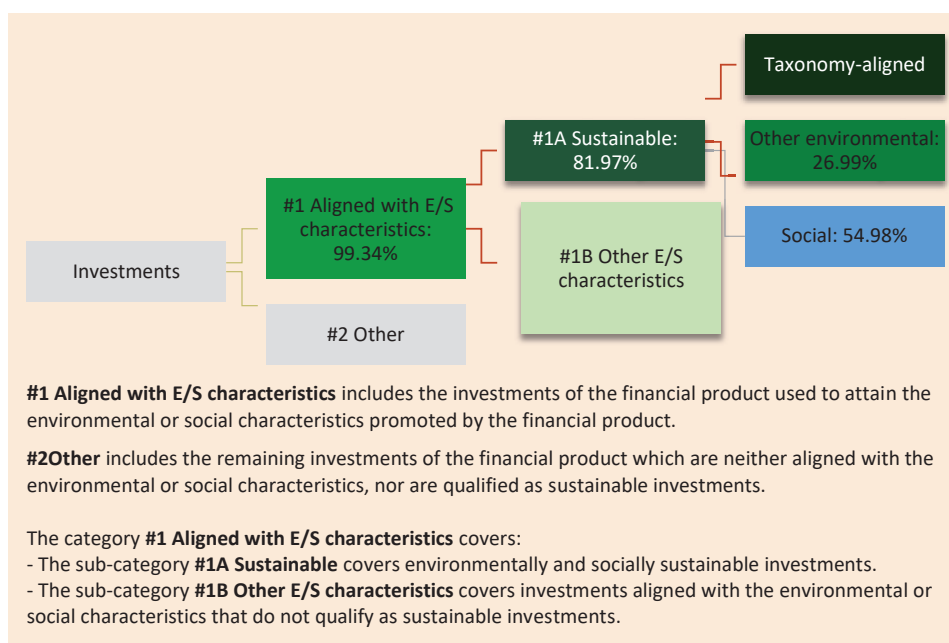 Taxonomy-aligned
#1A Sustainable:
81.97%
Other environmental:
26.99%
#1 Aligned with E/S
characteristics:
99.34%
Social: 54.98%
#1B Other E/S
characteristics
Investments
#2 Other
#1 Aligned with E/S characteristics includes the investments of the financial product used to attain the
environmental or social characteristics promoted by the financial product.
#2Other includes the remaining investments of the financial product which are neither aligned with the
environmental or social characteristics, nor are qualified as sustainable investments.
The category #1 Aligned with E/S characteristics covers:
- The sub-category #1A Sustainable covers environmentally and socially sustainable investments.
- The sub-category #1B Other E/S characteristics covers investments aligned with the environmental or
social characteristics that do not qualify as sustainable investments.